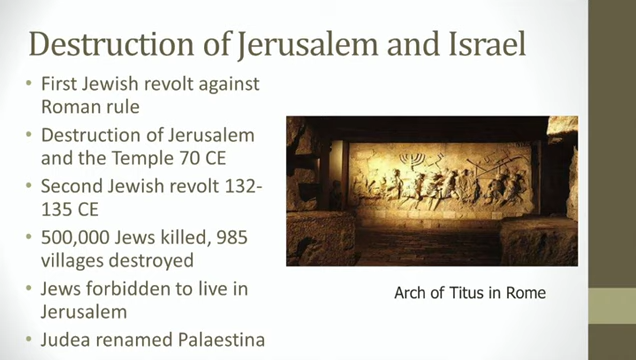 Destruction of Jerusalem and Israel
• First Jewish revolt against
Roman rule
• Destruction of Jerusalem
and the Temple 70 CE
• Second Jewish revolt 132-
135 CE
• 500,000 Jews killed, 985
villages destroyed
• Jews forbidden to live in
Jerusalem
• Judea renamed Palaestina
Arch of Titus in Rome